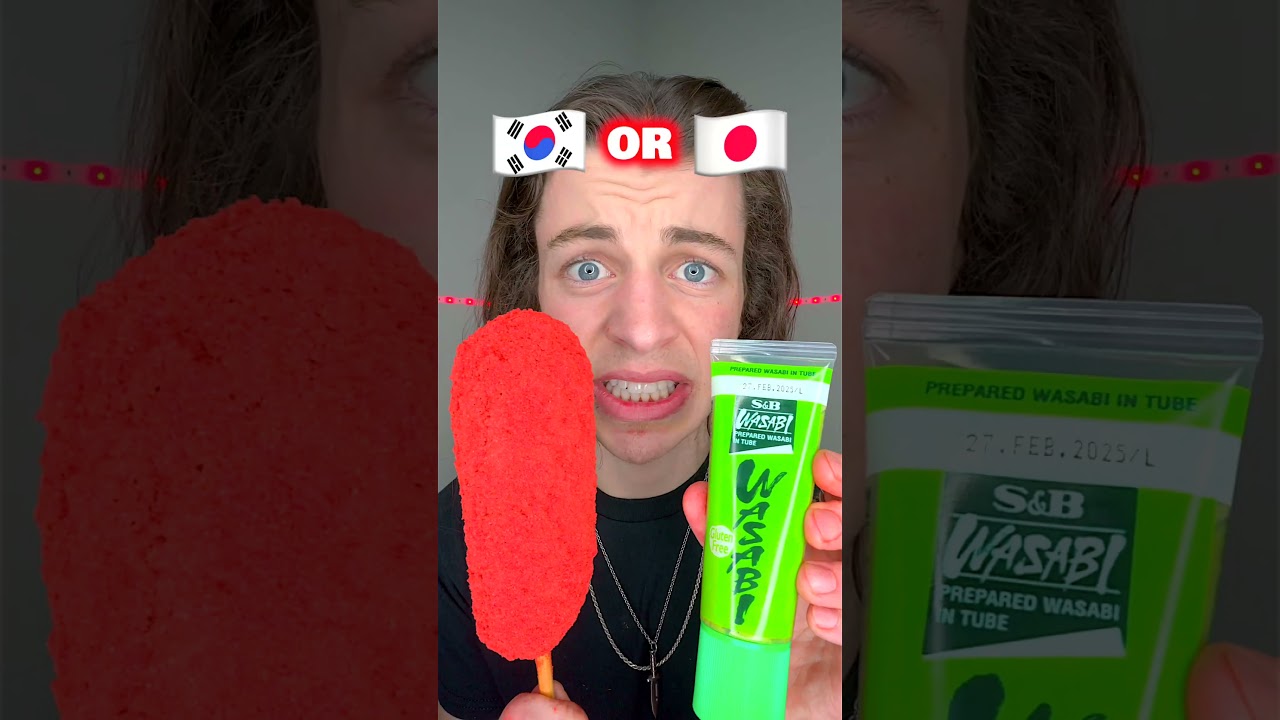 OR
PREPARED WASABI IN TUBE
27.FEB.2025/L
S&B
WASABI
PREPARED WASABI
IN TUBE
WASABI
Gluten
free
PREPARED WASABI IN TUBE
27.FEB.2025/L
S&B
WASABI
PREPARED WASABI
IN TUBE